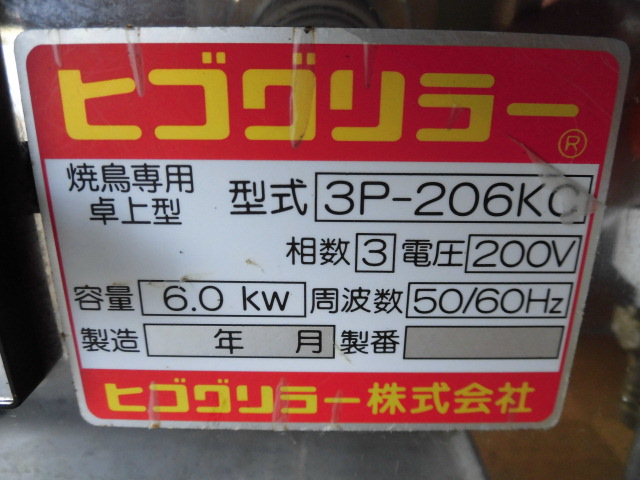 ヒゴグリラー®
焼鳥専用
卓上型
型式 3P-206KC
相数 3 電圧 200V
容量 6.0 kw 周波数 50/60Hz
製造 年 月 製番
ヒゴグリラー株式会社